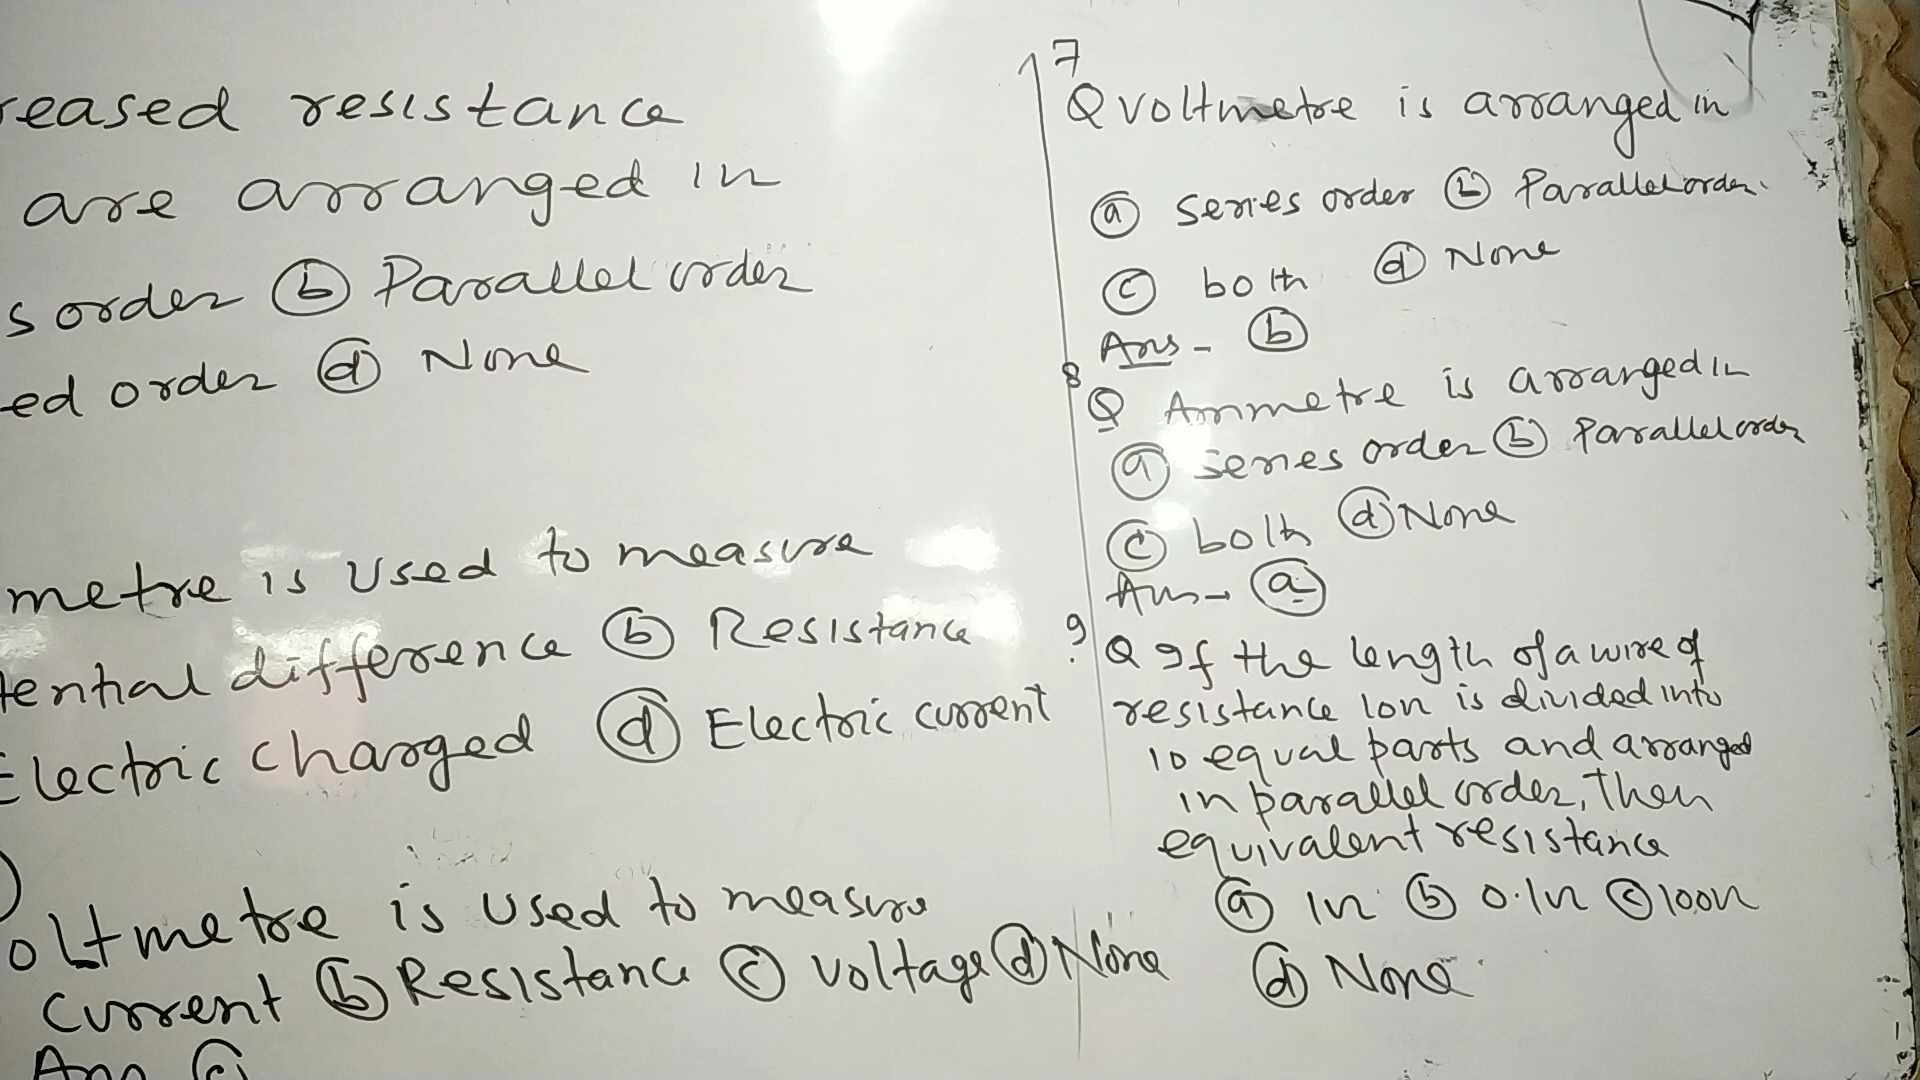 reased resistance
are arranged in
s order ⓑ Parallel order
ed order ⓓ None
metre is used to measure
tential difference ⓑ Resistance
Electric charged ⓓ Electric current
oltmetre is used to measure
current ⓑ Resistance ⓒ voltage ⓓ None
Ans ⓒ
7
Q voltmetre is arranged in
ⓐ series order ⓑ Parallel order
ⓒ both ⓓ None
Ans - ⓑ
8
Q Ammetre is arranged in
ⓐ series order ⓑ Parallel order
ⓒ both ⓓ None
Ans - ⓐ
9
Q If the length of a wire of
resistance 10Ω is divided into
10 equal parts and arranged
in parallel order, then
equivalent resistance
ⓐ 1Ω ⓑ 0.1Ω ⓒ 100Ω
ⓓ None